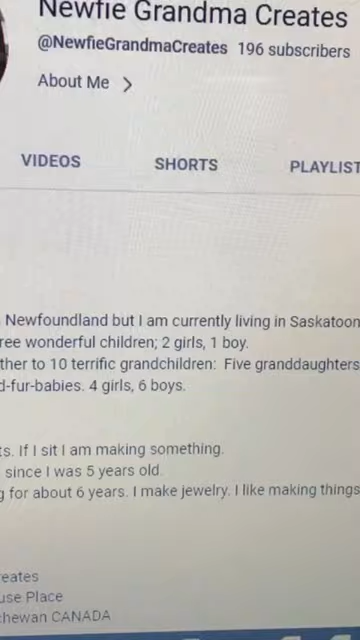 Newfie Grandma Creates
@NewfieGrandmaCreates 196 subscribers
About Me >
VIDEOS SHORTS PLAYLIST
Newfoundland but I am currently living in Saskatoon
ree wonderful children; 2 girls, 1 boy.
ther to 10 terrific grandchildren: Five granddaughters
d-fur-babies. 4 girls, 6 boys.
ts. If I sit I am making something.
since I was 5 years old.
g for about 6 years. I make jewelry. I like making things
reates
use Place
chewan CANADA